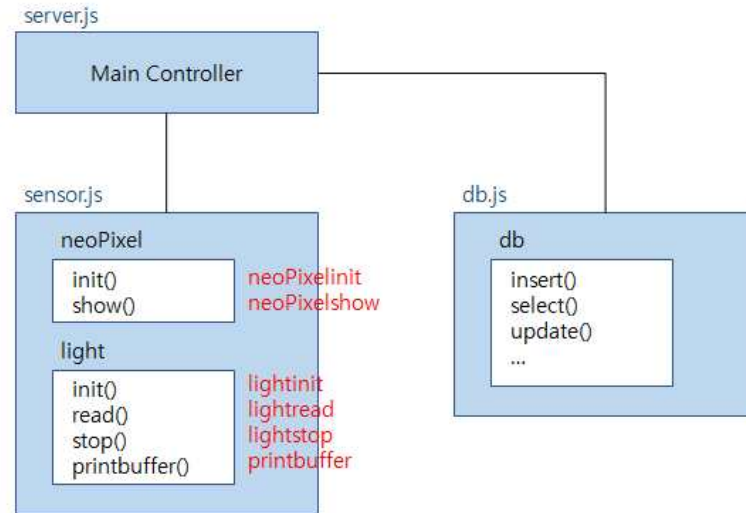 server.js
Main Controller
sensor.js
neoPixel
init() neoPixelinit
show() neoPixelshow
light
init() lightinit
read() lightread
stop() lightstop
printbuffer() printbuffer
db.js
db
insert()
select()
update()
...